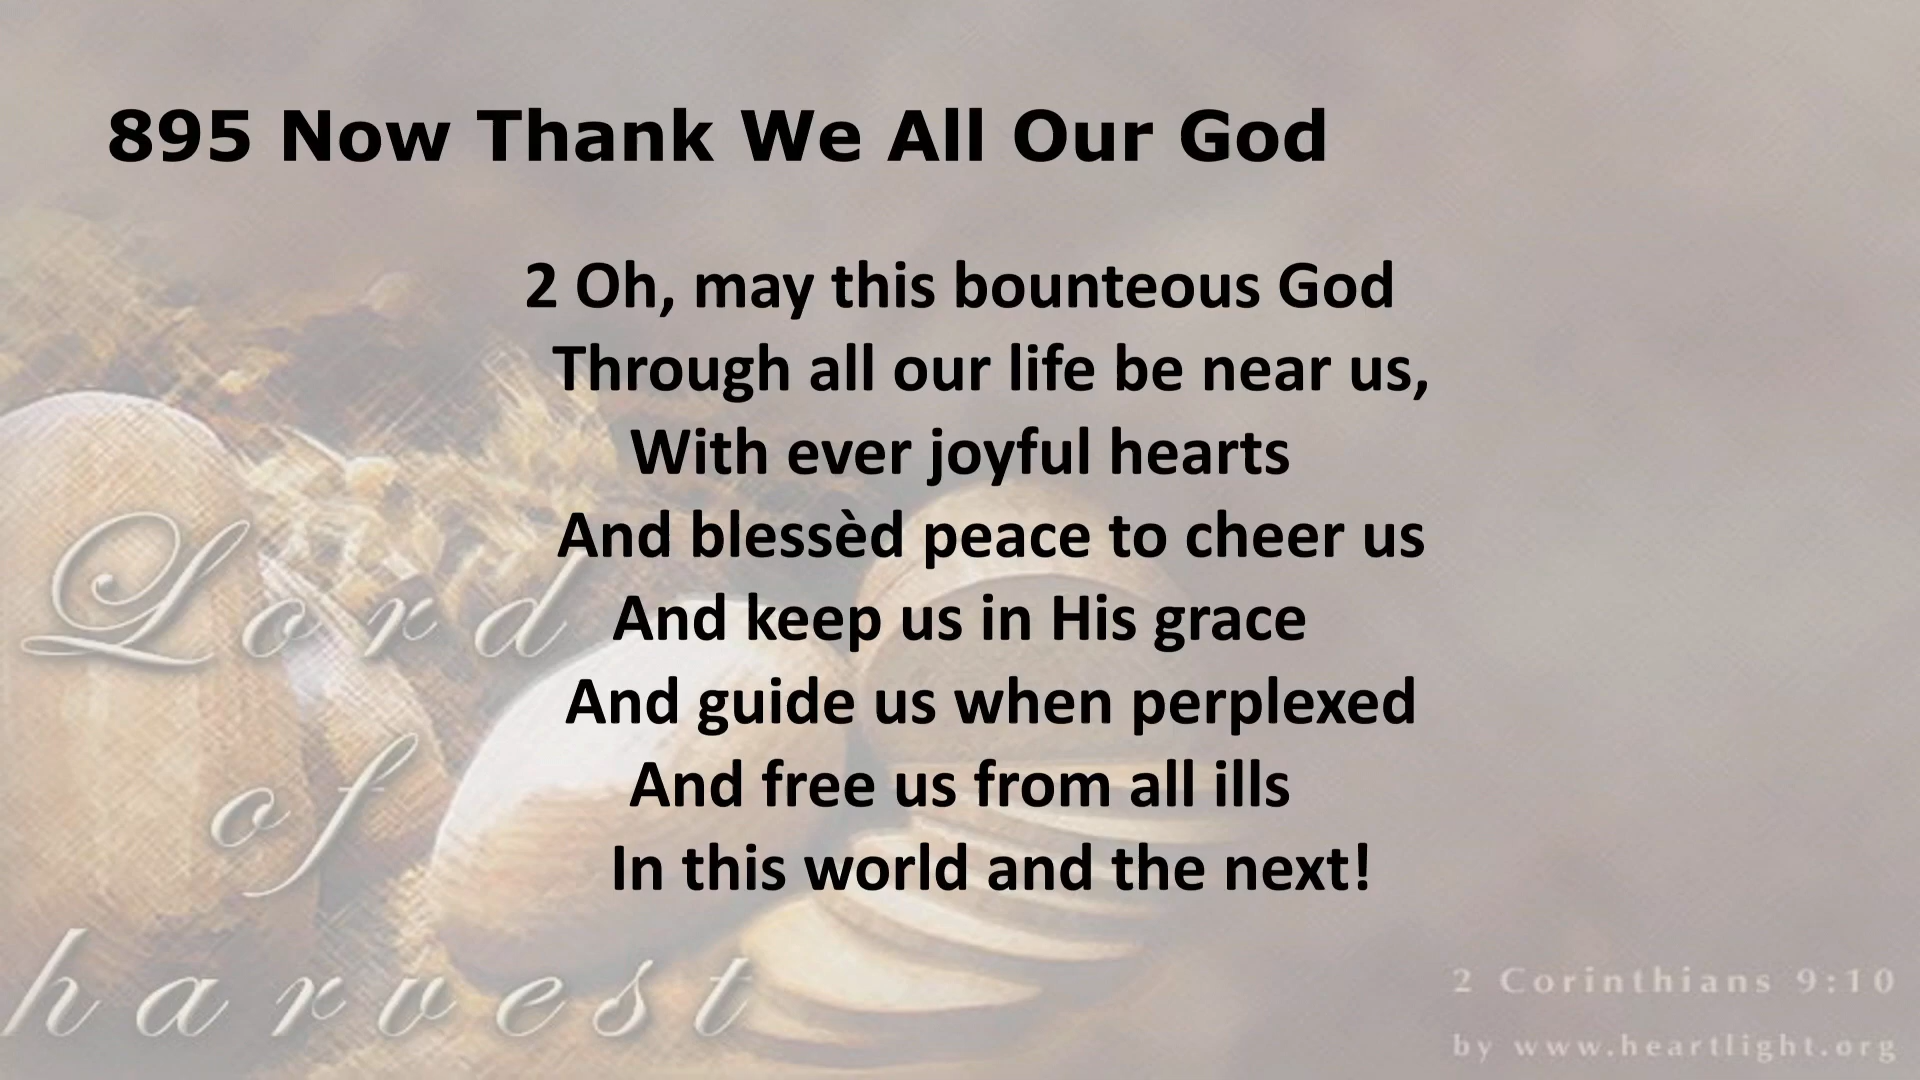 895 Now Thank We All Our God
2 Oh, may this bounteous God
Through all our life be near us,
With ever joyful hearts
And blessèd peace to cheer us
And keep us in His grace
And guide us when perplexed
And free us from all ills
In this world and the next!
Lord
of
harvest
2 Corinthians 9:10
by www.heartlight.org